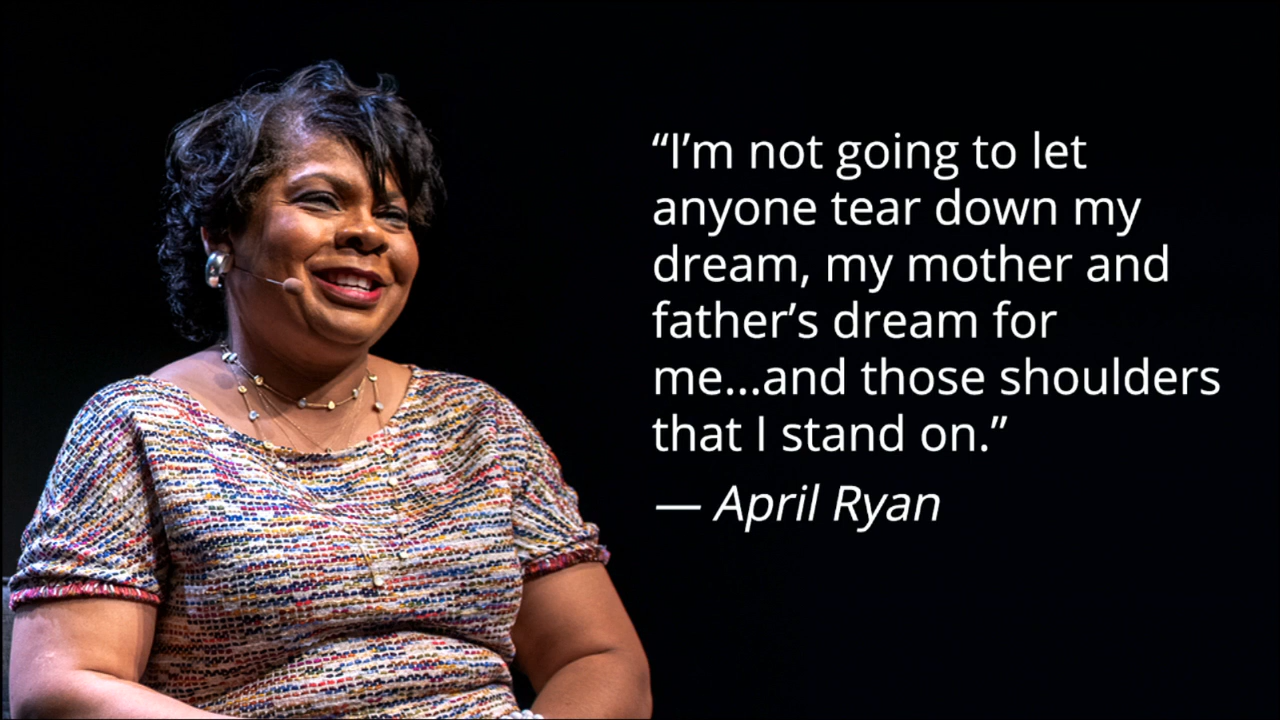 “I’m not going to let
anyone tear down my
dream, my mother and
father’s dream for
me...and those shoulders
that I stand on.”
— April Ryan